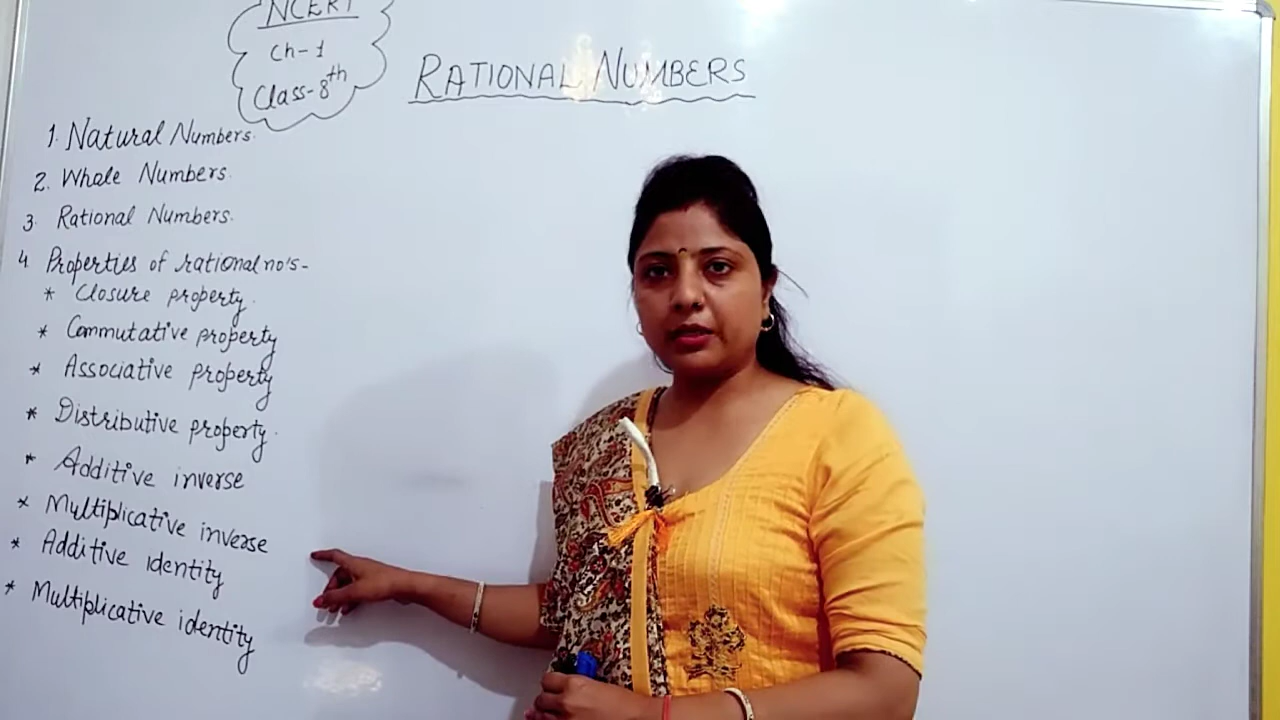 NCERT
Ch-1
Class-8th
RATIONAL NUMBERS
1. Natural Numbers.
2. Whole Numbers.
3. Rational Numbers.
4 Properties of rational no's-
* Closure property.
* Commutative property
* Associative property
* Distributive property.
* Additive inverse
* Multiplicative inverse
* Additive identity
* Multiplicative identity